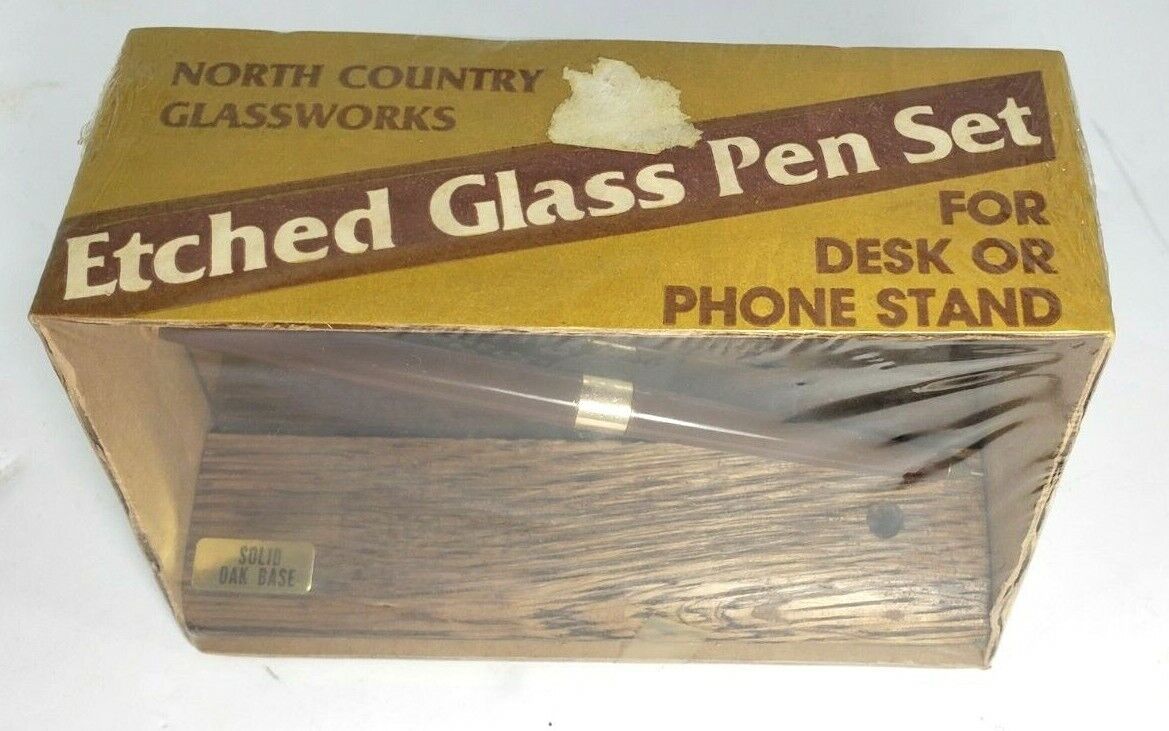 NORTH COUNTRY
GLASSWORKS
Etched Glass Pen Set
FOR
DESK OR
PHONE STAND
SOLID
OAK BASE